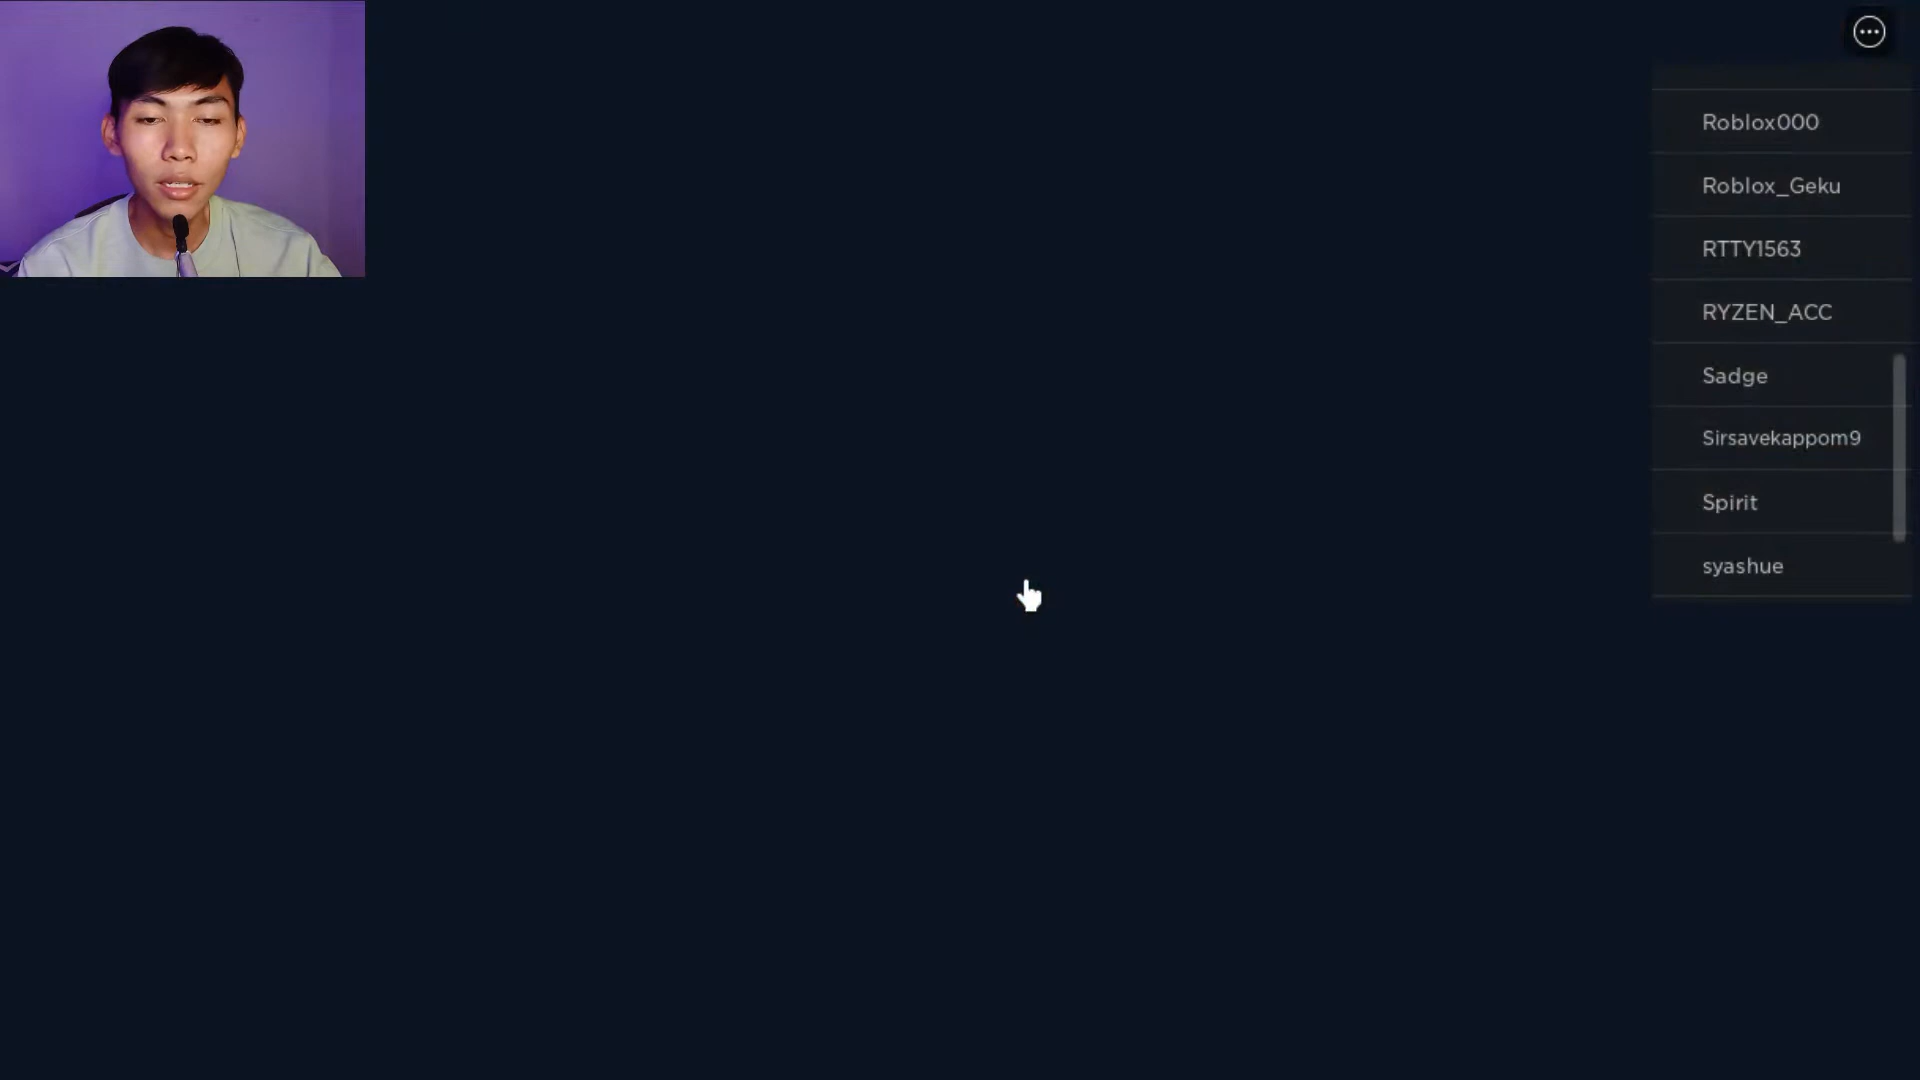 Roblox000
Roblox_Geku
RTTY1563
RYZEN_ACC
Sadge
Sirsavekappom9
Spirit
syashue